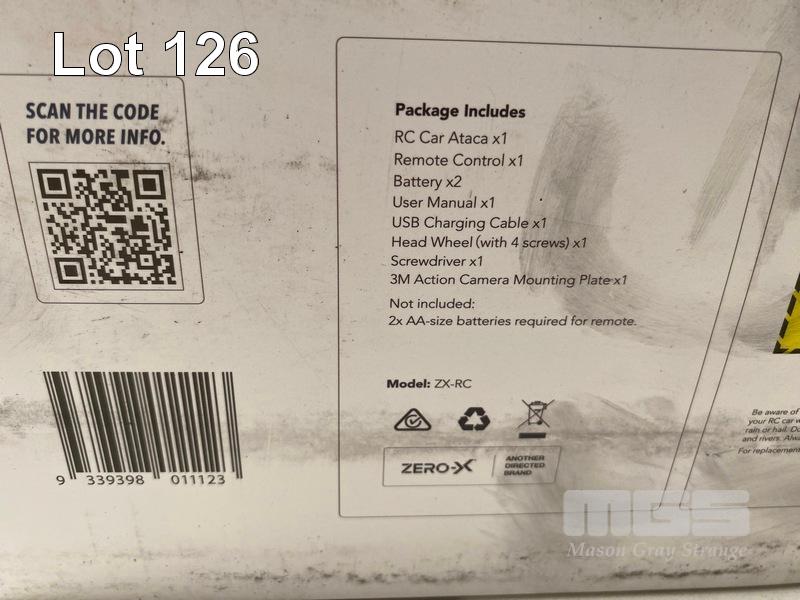 Lot 126
SCAN THE CODE
FOR MORE INFO.
9 339398 011123
Package Includes
RC Car Ataca x1
Remote Control x1
Battery x2
User Manual x1
USB Charging Cable x1
Head Wheel (with 4 screws) x1
Screwdriver x1
3M Action Camera Mounting Plate x1
Not included:
2x AA-size batteries required for remote.
Model: ZX-RC
ZERO-X
ANOTHER
DIRECTED
BRAND
Be aware of
your RC car
rain or hail. Do
and rivers.
For replacemen
MGS
Mason Gray Strange